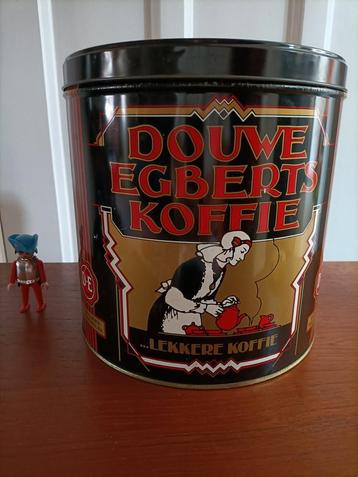 DOUWE
EGBERTS
KOFFIE
D·E
...LEKKERE KOFFIE